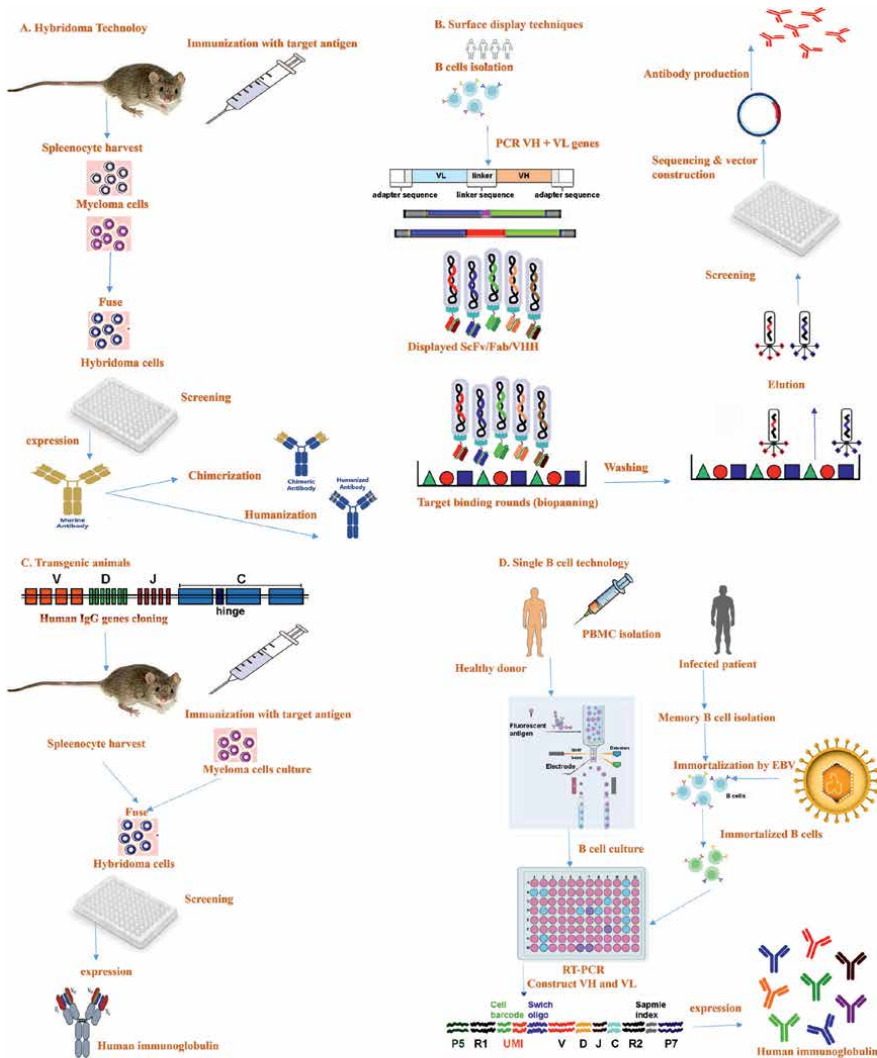 A. Hybridoma Technoloy
Immunization with target antigen
Spleenocyte harvest
Myeloma cells
Fuse
Hybridoma cells
Screening
expression
Murine
Antibody
Chimerization
Chimeric
Antibody
Humanization
Humanized
Antibody
B. Surface display techniques
B cells isolation
PCR VH + VL genes
VL linker VH
adapter sequence linker sequence adapter sequence
Displayed ScFv/Fab/VHH
Target binding rounds (biopanning)
Washing
Elution
Screening
Sequencing & vector
construction
Antibody production
C. Transgenic animals
V D J C
hinge
Human IgG genes cloning
Immunization with target antigen
Spleenocyte harvest
Myeloma cells culture
Fuse
Hybridoma cells
Screening
expression
Human immunoglobulin
D. Single B cell technology
PBMC isolation
Healthy donor
Infected patient
Fluorescent
antigen
laser
beam
Detectors
Electrode
Memory B cell isolation
Immortalization by EBV
B cells
Immortalized B cells
B cell culture
RT-PCR
Construct VH and VL
Cell
barcode
Swich
oligo
Sapmle
index
P5 R1 UMI V D J C R2 P7
expression
Human immunoglobulin